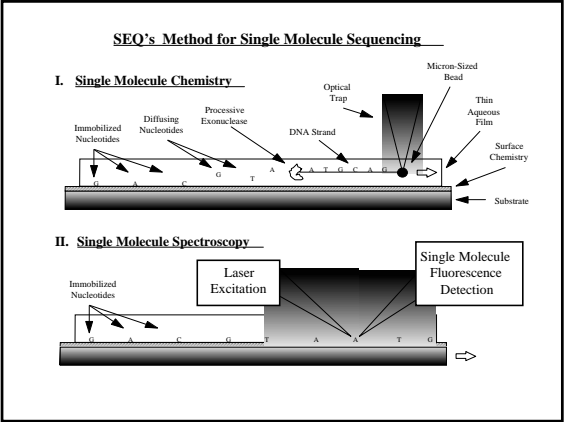 SEQ's Method for Single Molecule Sequencing
I. Single Molecule Chemistry
Micron-Sized
Bead
Optical
Trap
Thin
Aqueous
Film
Processive
Exonuclease
Diffusing
Nucleotides
Immobilized
Nucleotides
DNA Strand
Surface
Chemistry
G A C G T A A T G C A G
Substrate
II. Single Molecule Spectroscopy
Laser
Excitation
Single Molecule
Fluorescence
Detection
Immobilized
Nucleotides
G A C G T A A T G